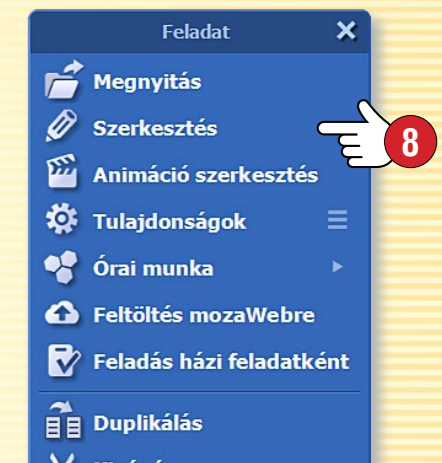 Feladat
Megnyitás
Szerkesztés
8
Animáció szerkesztés
Tulajdonságok
Órai munka
Feltöltés mozaWebre
Feladás házi feladatként
Duplikálás